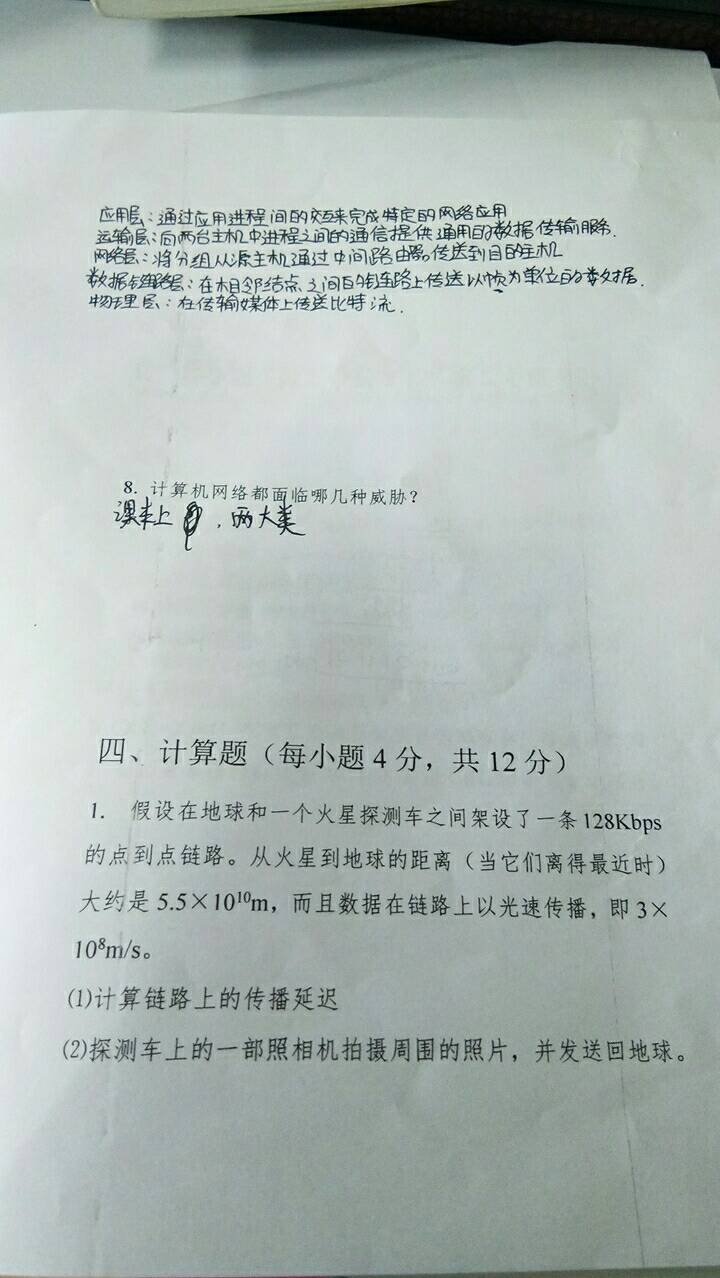 应用层：通过应用进程间的交互来完成特定的网络应用
运输层：向两台主机中进程之间的通信提供通用的数据传输服务.
网络层：将分组从源主机通过中间路由器传送到目的主机
数据链路层：在相邻结点之间的链路上传送以帧为单位的数据.
物理层：在传输媒体上传送比特流.
8. 计算机网络都面临哪几种威胁？
课本上，两大类
四、计算题（每小题 4 分，共 12 分）
1. 假设在地球和一个火星探测车之间架设了一条 128Kbps
的点到点链路。从火星到地球的距离（当它们离得最近时）
大约是 5.5×10¹⁰m，而且数据在链路上以光速传播，即 3×
10⁸m/s。
⑴计算链路上的传播延迟
⑵探测车上的一部照相机拍摄周围的照片，并发送回地球。